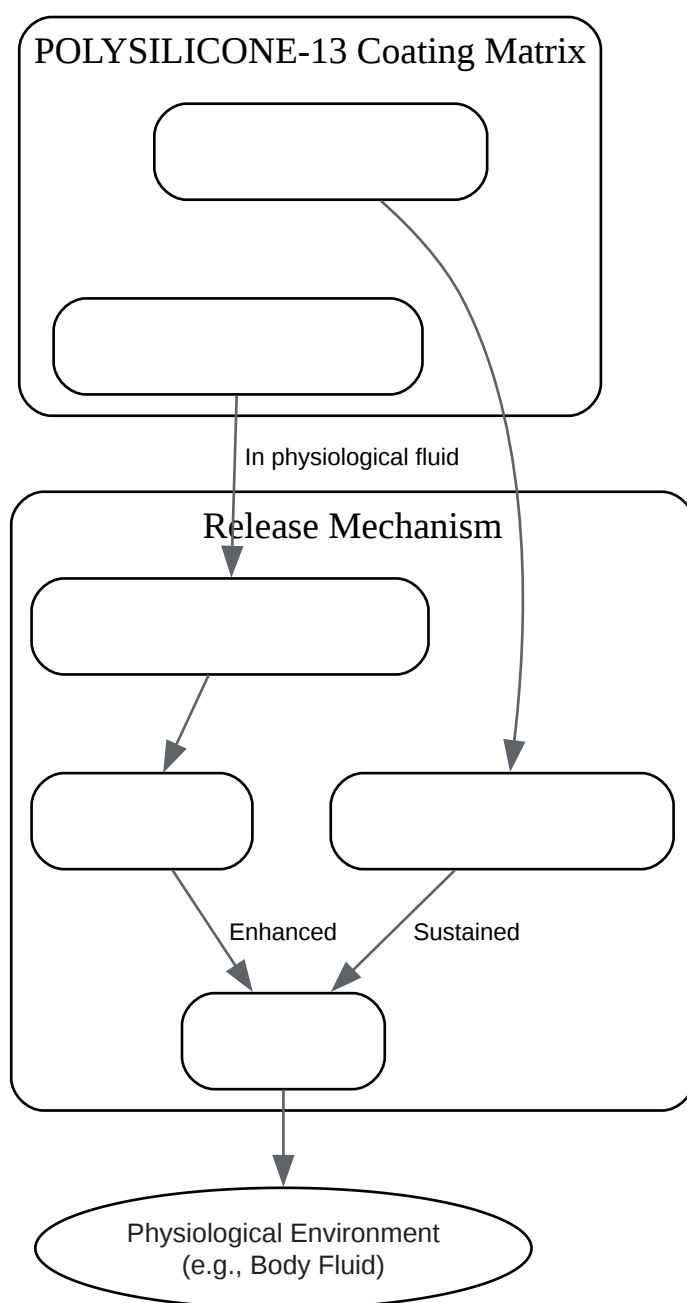 POLYSILICONE-13 Coating Matrix
In physiological fluid
Release Mechanism
Enhanced
Sustained
Physiological Environment
(e.g., Body Fluid)